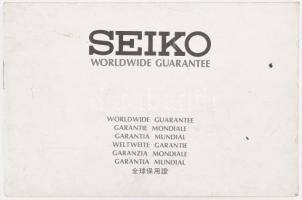 SEIKO
WORLDWIDE GUARANTEE
WORLDWIDE GUARANTEE
GARANTIE MONDIALE
GARANTIA MUNDIAL
WELTWEITE GARANTIE
GARANZIA MONDIALE
GARANTIA MUNDIAL
全球保用證